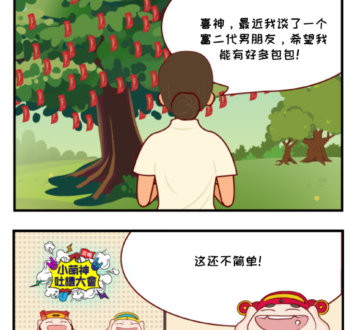 喜神，最近我谈了一个
富二代男朋友，希望我
能有好多包包！
小萌神
吐槽大會
这还不简单！